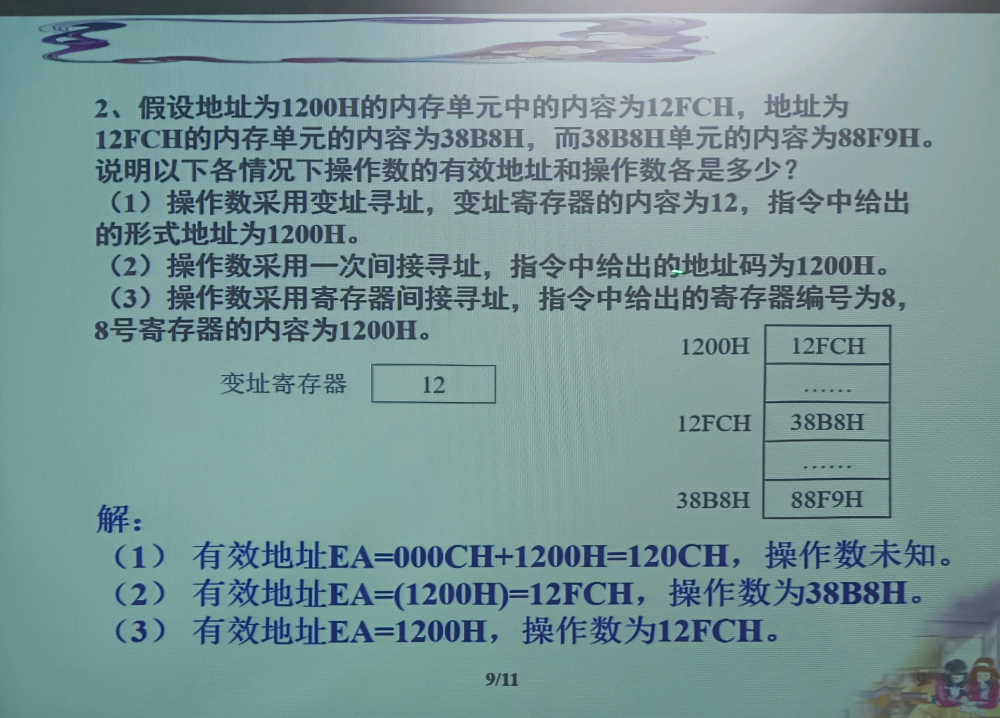 2、假设地址为1200H的内存单元中的内容为12FCH，地址为
12FCH的内存单元的内容为38B8H，而38B8H单元的内容为88F9H。
说明以下各情况下操作数的有效地址和操作数各是多少？
（1）操作数采用变址寻址，变址寄存器的内容为12，指令中给出
的形式地址为1200H。
（2）操作数采用一次间接寻址，指令中给出的地址码为1200H。
（3）操作数采用寄存器间接寻址，指令中给出的寄存器编号为8，
8号寄存器的内容为1200H。
1200H 12FCH
变址寄存器 12
……
12FCH 38B8H
……
38B8H 88F9H
解：
（1） 有效地址EA=000CH+1200H=120CH，操作数未知。
（2） 有效地址EA=(1200H)=12FCH，操作数为38B8H。
（3） 有效地址EA=1200H，操作数为12FCH。
9/11
9